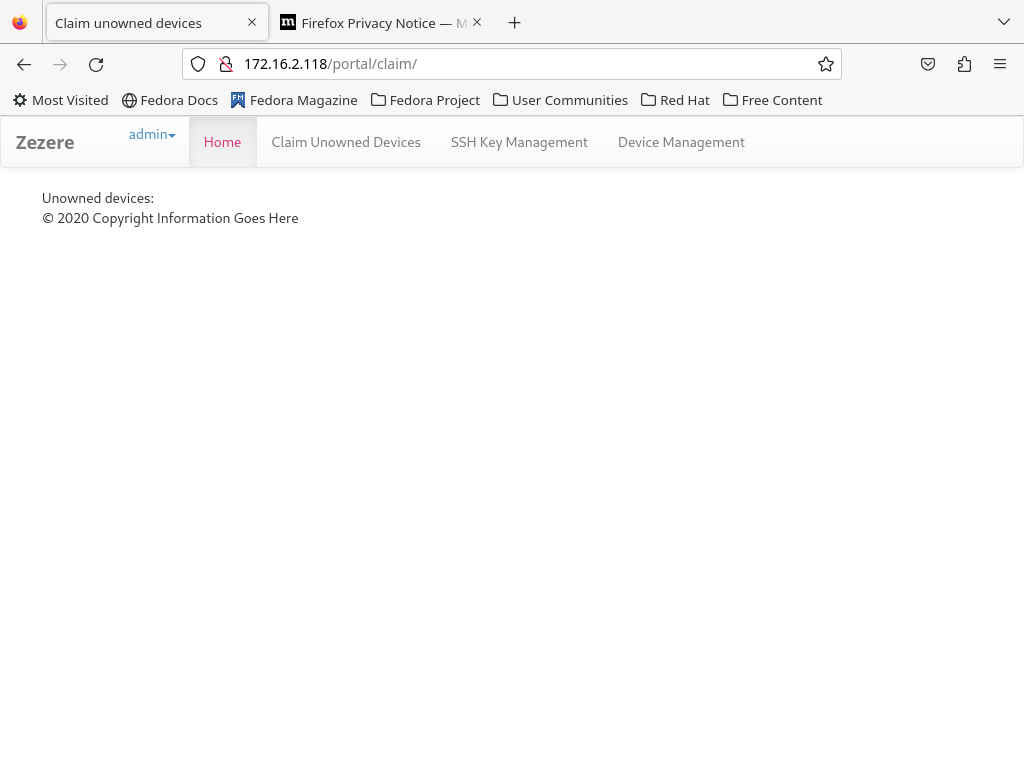 Claim unowned devices
Firefox Privacy Notice — M
172.16.2.118/portal/claim/
Most Visited Fedora Docs Fedora Magazine Fedora Project User Communities Red Hat Free Content
Zezere admin Home Claim Unowned Devices SSH Key Management Device Management
Unowned devices:
© 2020 Copyright Information Goes Here